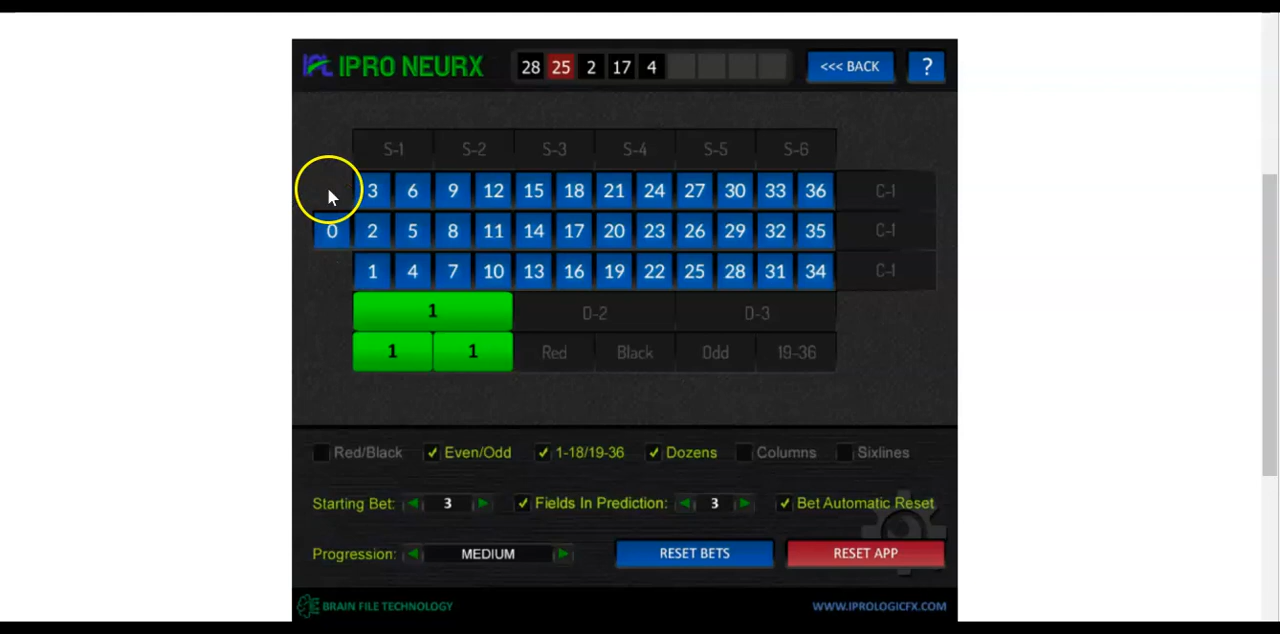 IPRO NEURX 28 25 2 17 4 <<< BACK ?
S-1 S-2 S-3 S-4 S-5 S-6
3 6 9 12 15 18 21 24 27 30 33 36 C-1
0 2 5 8 11 14 17 20 23 26 29 32 35 C-1
1 4 7 10 13 16 19 22 25 28 31 34 C-1
1 D-2 D-3
1 1 Red Black Odd 19-36
Red/Black Even/Odd 1-18/19-36 Dozens Columns Sixlines
Starting Bet: 3 Fields In Prediction: 3 Bet Automatic Reset
Progression: MEDIUM RESET BETS RESET APP
BRAIN FILE TECHNOLOGY WWW.IPROLOGICFX.COM